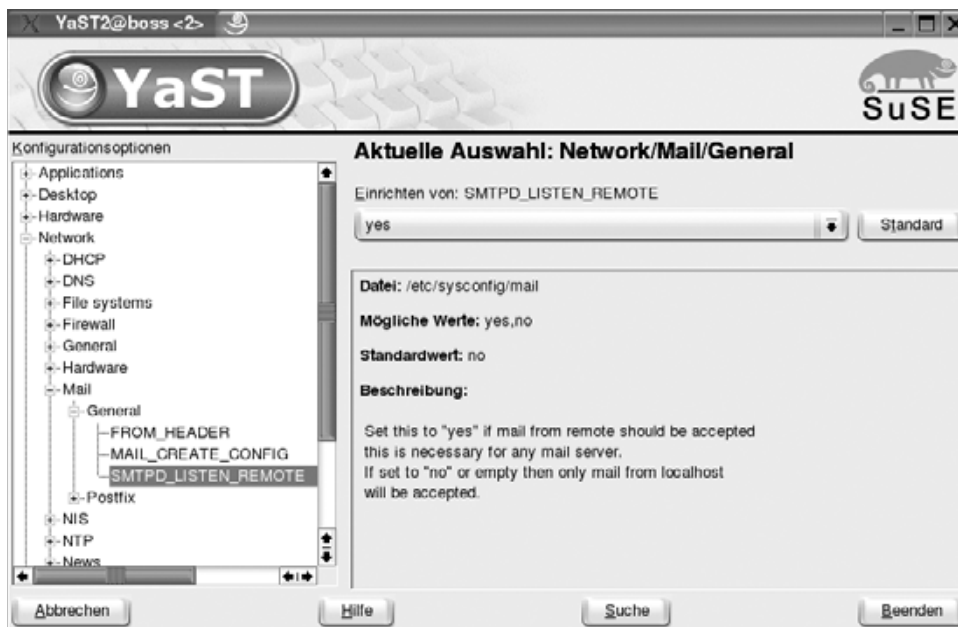 YaST2@boss <2>
YaST
SuSE
Konfigurationsoptionen
Applications
Desktop
Hardware
Network
DHCP
DNS
File systems
Firewall
General
Hardware
Mail
General
FROM_HEADER
MAIL_CREATE_CONFIG
SMTPD_LISTEN_REMOTE
Postfix
NIS
NTP
News
Aktuelle Auswahl: Network/Mail/General
Einrichten von: SMTPD_LISTEN_REMOTE
yes
Standard
Datei: /etc/sysconfig/mail
Mögliche Werte: yes,no
Standardwert: no
Beschreibung:
Set this to "yes" if mail from remote should be accepted
this is necessary for any mail server.
If set to "no" or empty then only mail from localhost
will be accepted.
Abbrechen
Hilfe
Suche
Beenden